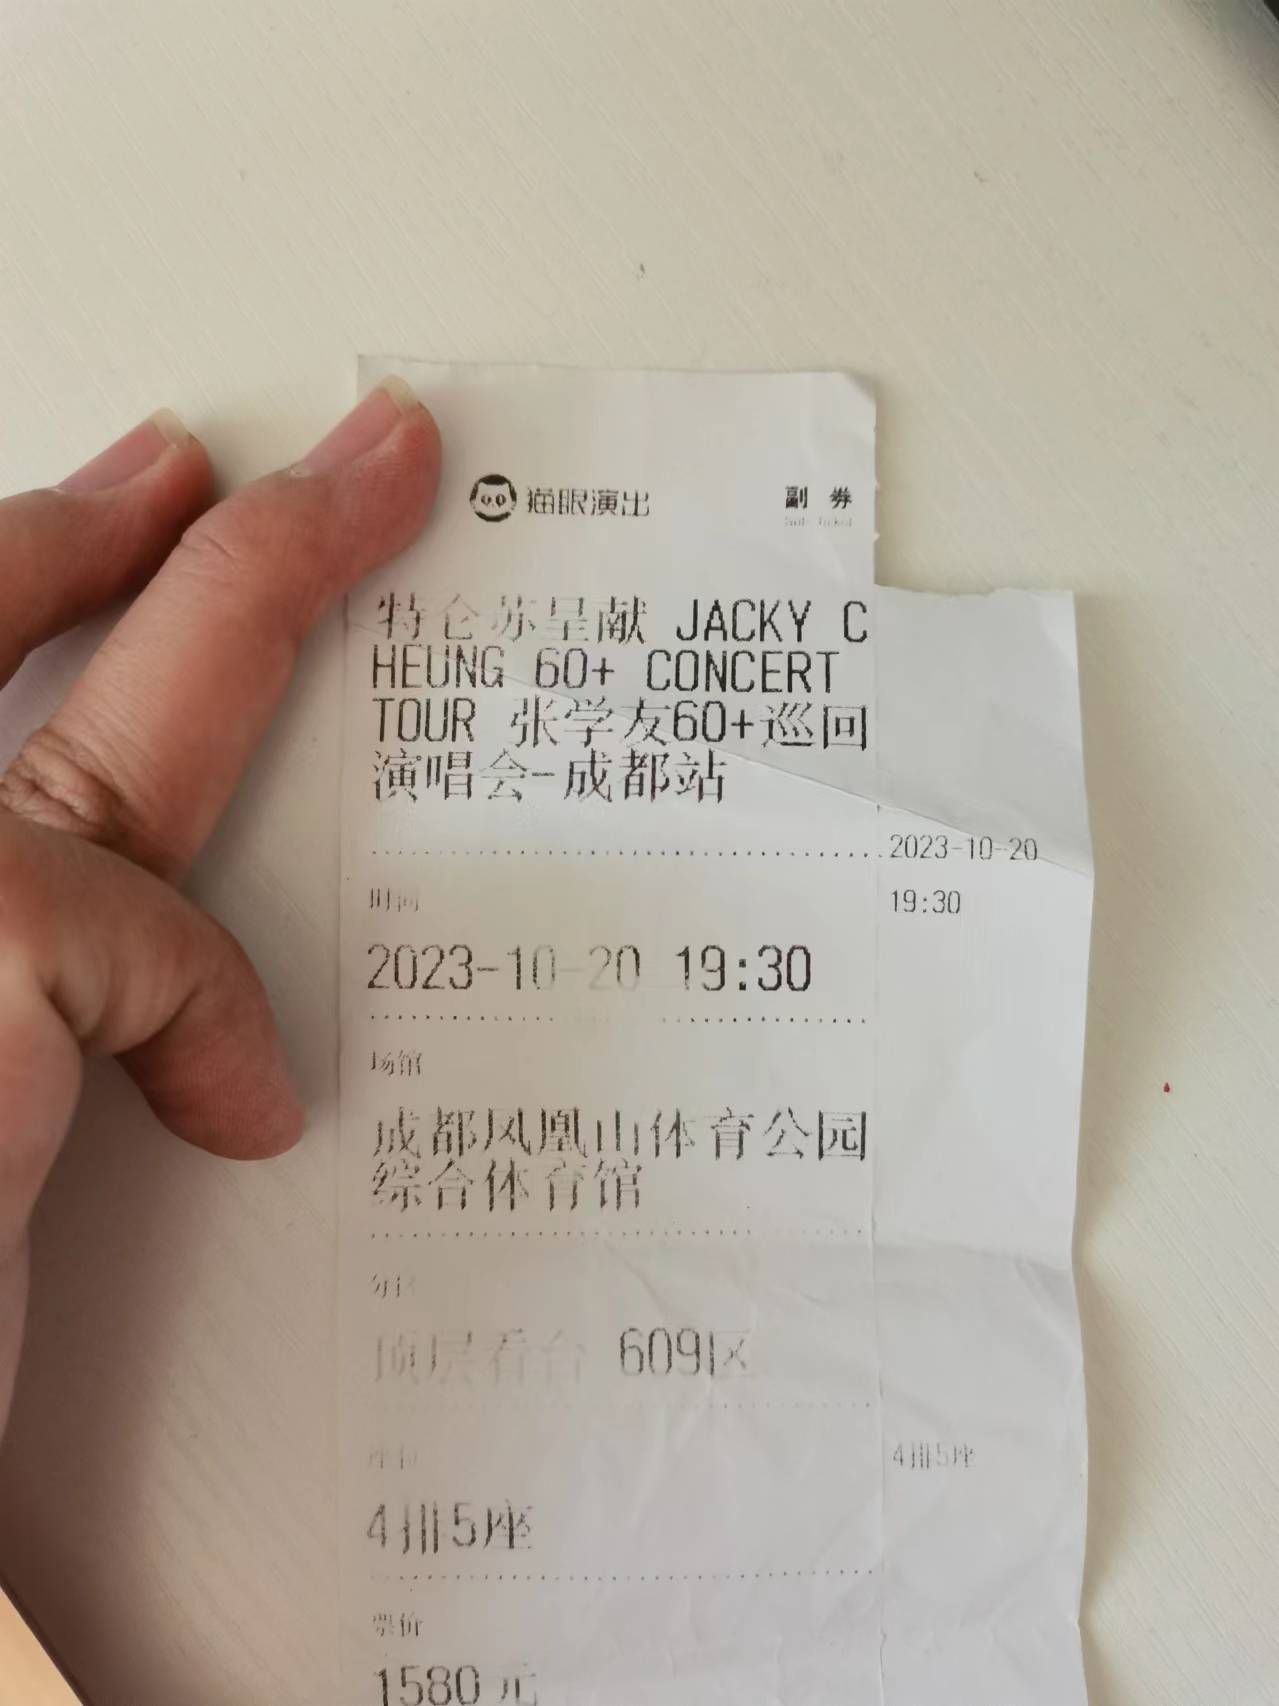 猫眼演出
副 券
Sub Ticket
特仑苏呈献 JACKY C
HEUNG 60+ CONCERT
TOUR 张学友60+巡回
演唱会-成都站
2023-10-20
19:30
时间
2023-10-20 19:30
场馆
成都凤凰山体育公园
综合体育馆
分区
顶层看台 609区
座位
4排5座
4排5座
票价
1580元